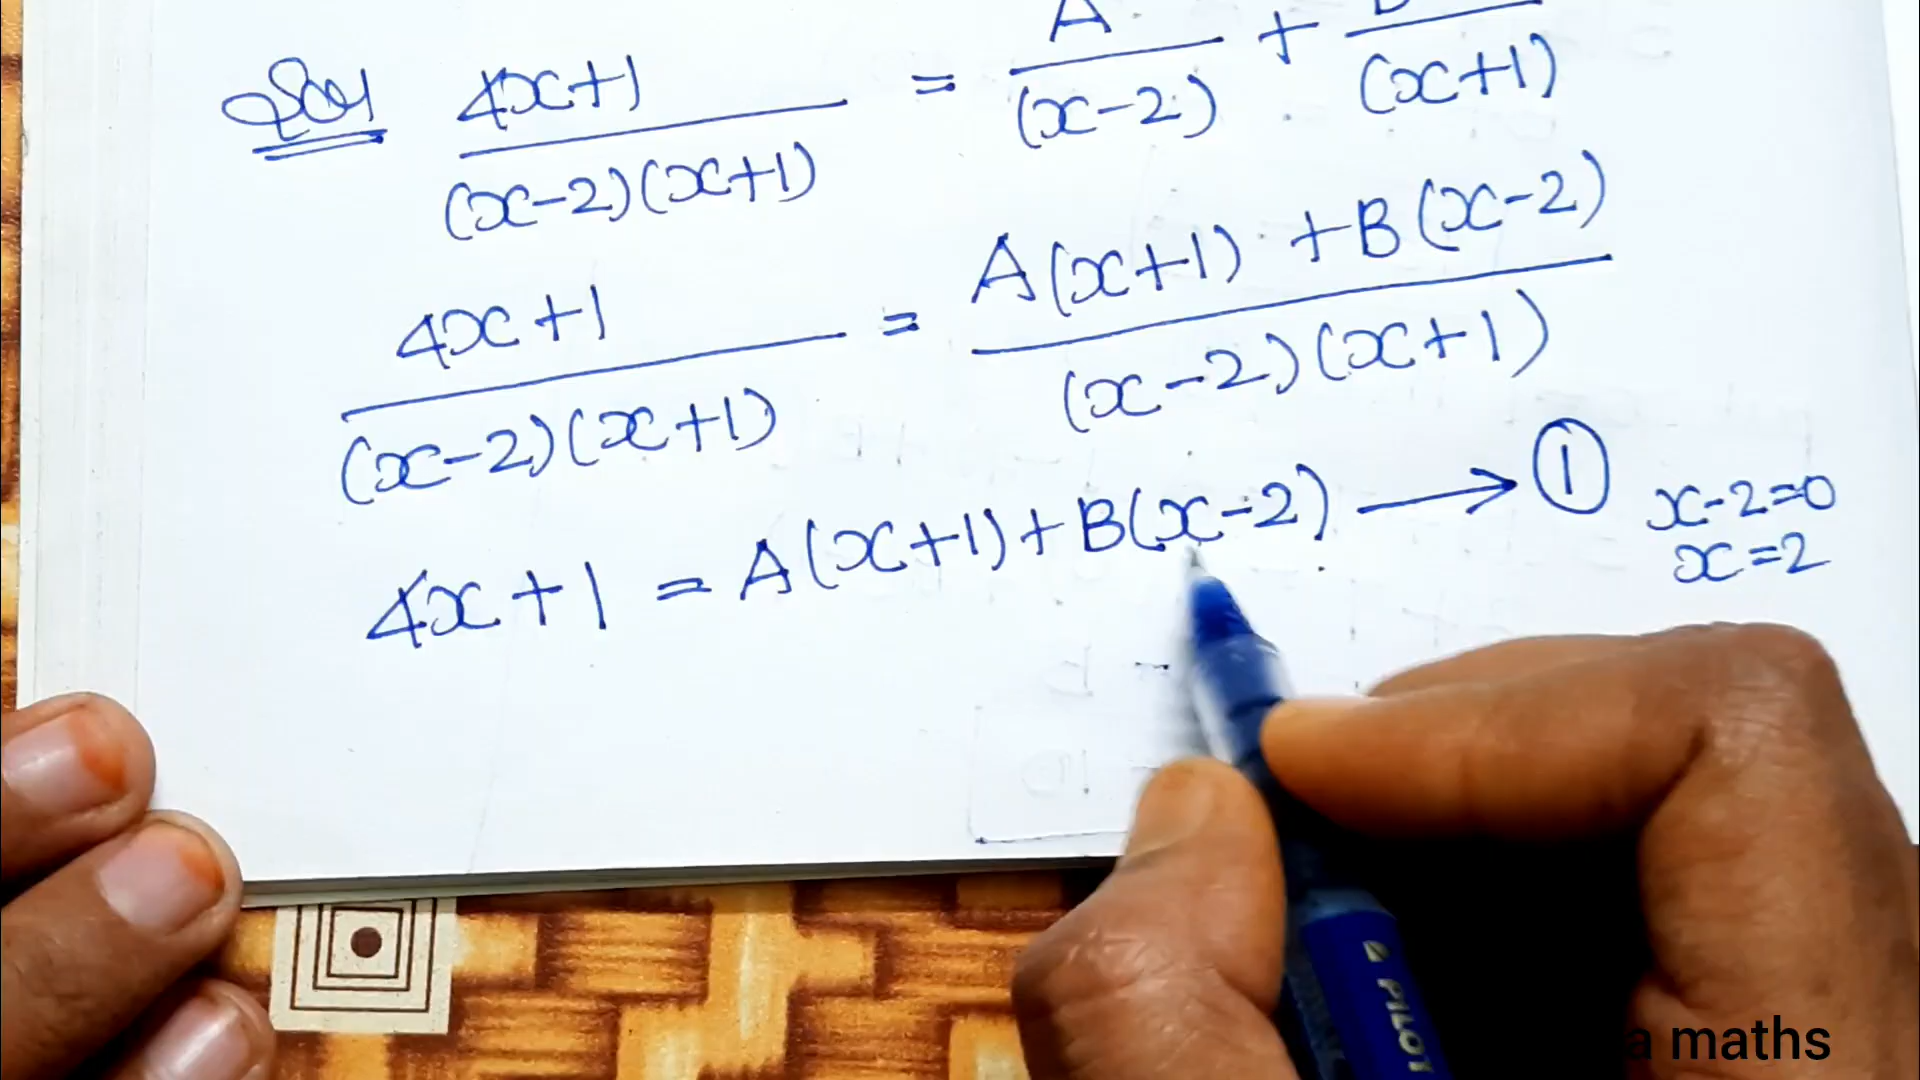 Sol 4x+1 / (x-2)(x+1) = A / (x-2) + B / (x+1)
4x+1 / (x-2)(x+1) = A(x+1) + B(x-2) / (x-2)(x+1)
4x+1 = A(x+1)+B(x-2) → ①
x-2=0
x=2
PILOT
a maths